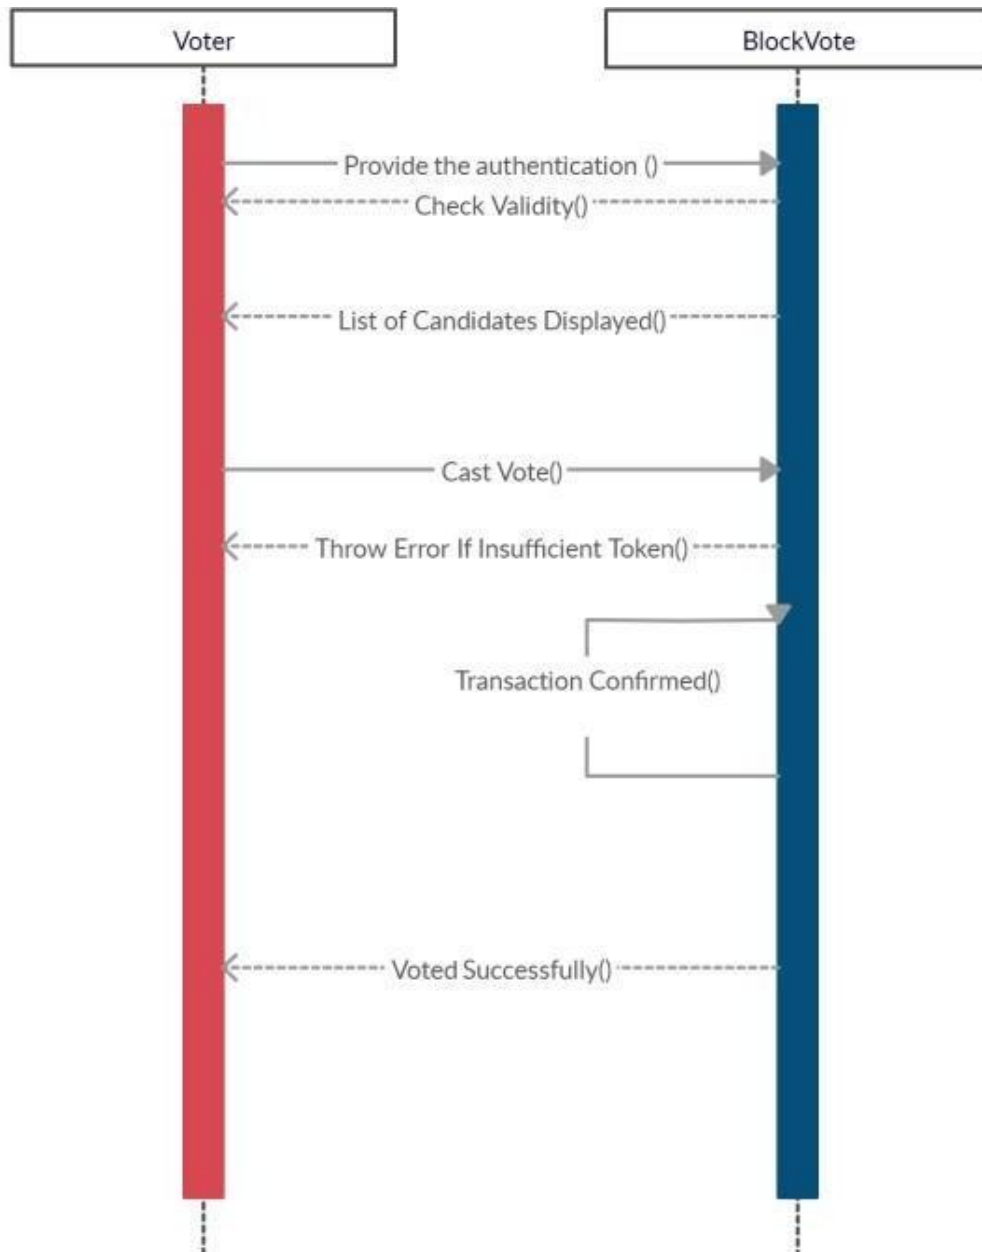 Voter
BlockVote
Provide the authentication ()
Check Validity()
List of Candidates Displayed()
Cast Vote()
Throw Error If Insufficient Token()
Transaction Confirmed()
Voted Successfully()